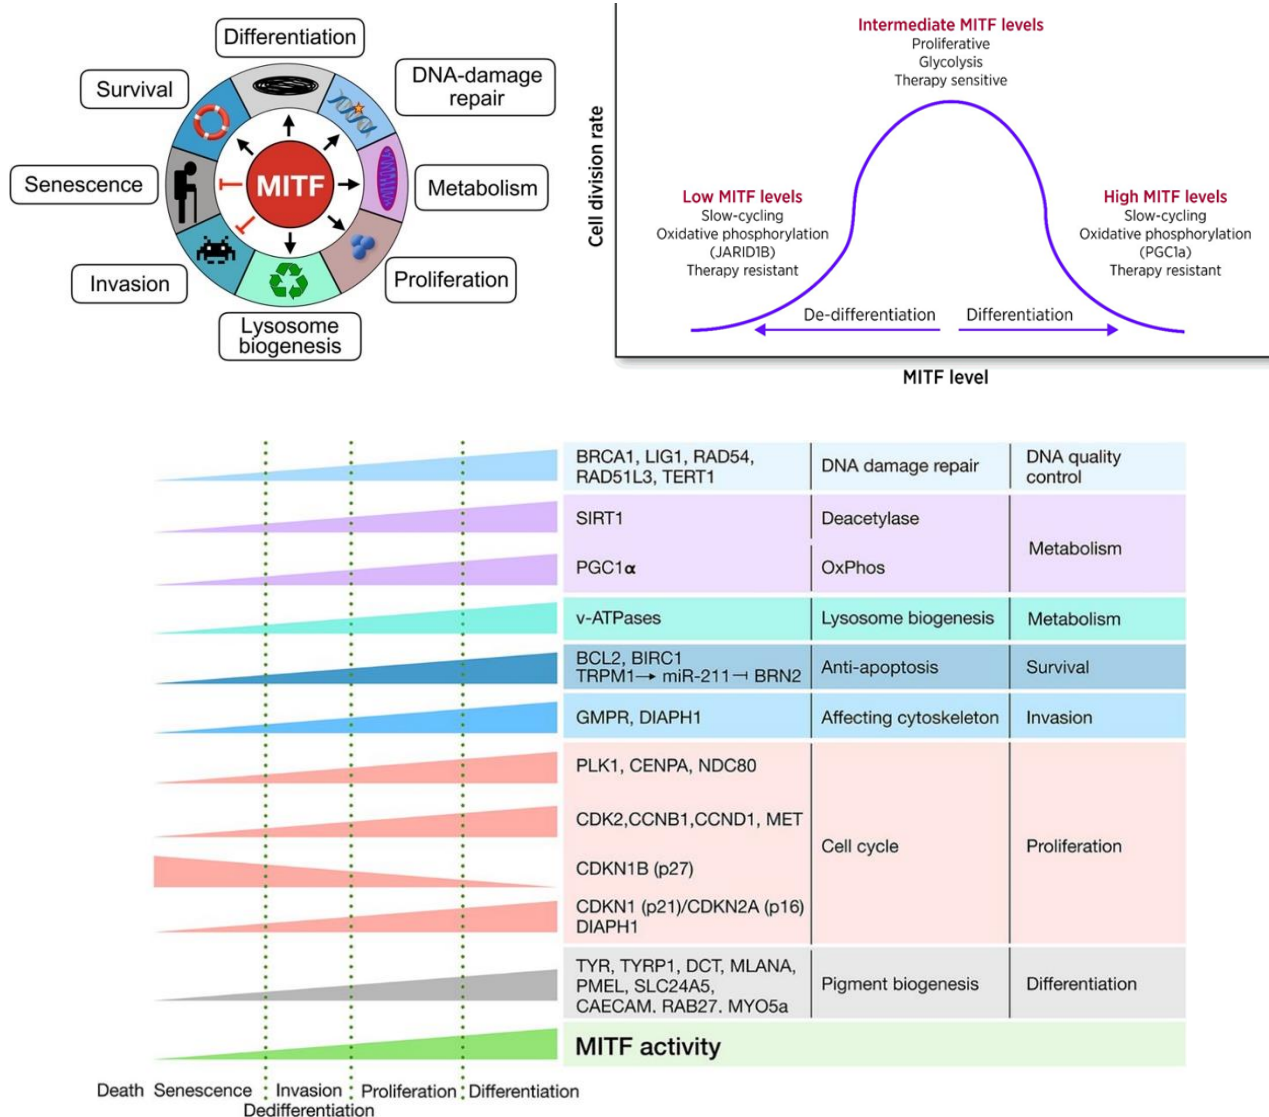 Differentiation
DNA-damage
repair
Survival
Senescence
MITF
Metabolism
Invasion
Proliferation
Lysosome
biogenesis
Intermediate MITF levels
Proliferative
Glycolysis
Therapy sensitive
Cell division rate
Low MITF levels
Slow-cycling
Oxidative phosphorylation
(JARID1B)
Therapy resistant
High MITF levels
Slow-cycling
Oxidative phosphorylation
(PGC1a)
Therapy resistant
De-differentiation
Differentiation
MITF level
BRCA1, LIG1, RAD54,
RAD51L3, TERT1
DNA damage repair
DNA quality
control
SIRT1
Deacetylase
Metabolism
PGC1α
OxPhos
v-ATPases
Lysosome biogenesis
Metabolism
BCL2, BIRC1
TRPM1→ miR-211⊣ BRN2
Anti-apoptosis
Survival
GMPR, DIAPH1
Affecting cytoskeleton
Invasion
PLK1, CENPA, NDC80
CDK2,CCNB1,CCND1, MET
Cell cycle
Proliferation
CDKN1B (p27)
CDKN1 (p21)/CDKN2A (p16)
DIAPH1
TYR, TYRP1, DCT, MLANA,
PMEL, SLC24A5,
CAECAM. RAB27. MYO5a
Pigment biogenesis
Differentiation
MITF activity
Death
Senescence
Invasion
Proliferation
Differentiation
Dedifferentiation